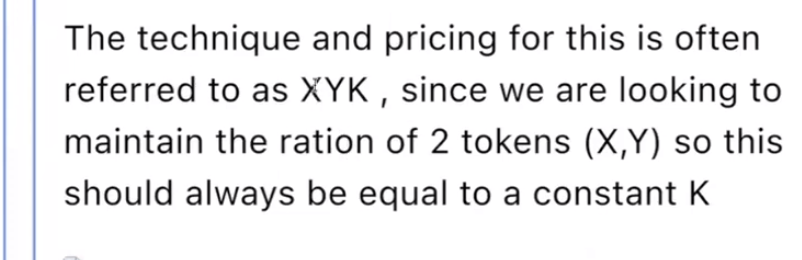 The technique and pricing for this is often
referred to as XYK , since we are looking to
maintain the ration of 2 tokens (X,Y) so this
should always be equal to a constant K